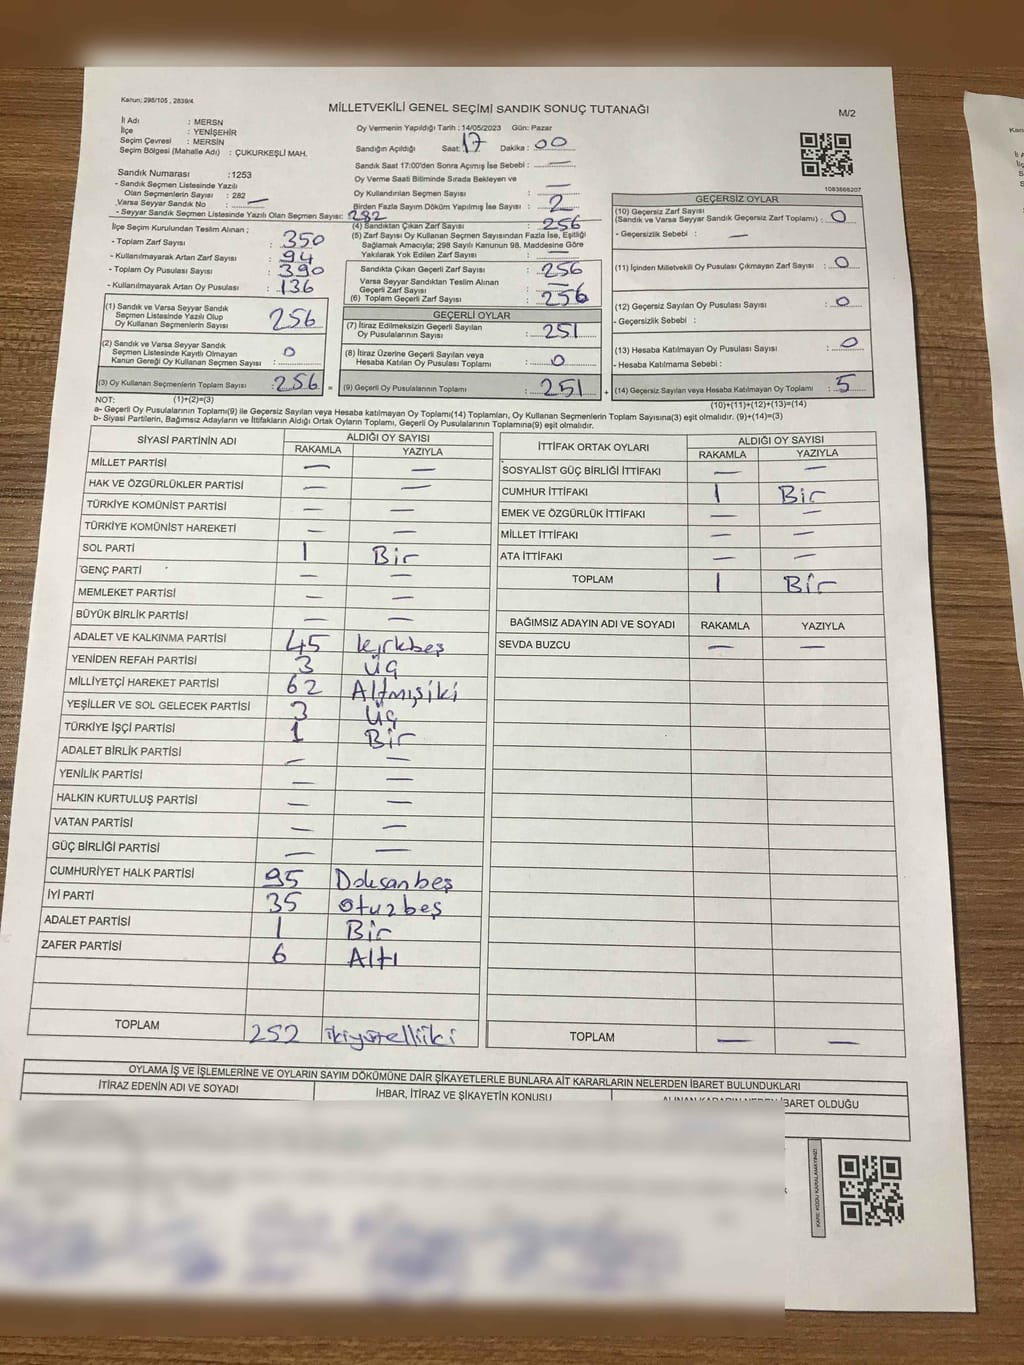 Kanun; 298/105 , 2839/4
MİLLETVEKİLİ GENEL SEÇİMİ SANDIK SONUÇ TUTANAĞI
M/2
İl Adı : MERSN
İlçe : YENİŞEHİR
Seçim Çevresi : MERSİN
Seçim Bölgesi (Mahalle Adı) : ÇUKURKEŞLİ MAH.
Sandık Numarası :1253
- Sandık Seçmen Listesinde Yazılı
Olan Seçmenlerin Sayısı : 282
Varsa Seyyar Sandık No : —
- Seyyar Sandık Seçmen Listesinde Yazılı Olan Seçmen Sayısı: 282
İlçe Seçim Kurulundan Teslim Alınan ;
- Toplam Zarf Sayısı : 350
- Kullanılmayarak Artan Zarf Sayısı : 94
- Toplam Oy Pusulası Sayısı : 390
- Kullanılmayarak Artan Oy Pusulası : 136
(1) Sandık ve Varsa Seyyar Sandık
Seçmen Listesinde Yazılı Olup
Oy Kullanan Seçmenlerin Sayısı 256
(2) Sandık ve Varsa Seyyar Sandık
Seçmen Listesinde Kayıtlı Olmayan
Kanun Gereği Oy Kullanan Seçmen Sayısı : 0
(3) Oy Kullanan Seçmenlerin Toplam Sayısı : 256 =
Oy Vermenin Yapıldığı Tarih : 14/05/2023 Gün: Pazar
Sandığın Açıldığı Saat: 17 Dakika : 00
Sandık Saat 17:00'den Sonra Açımış İse Sebebi : —
Oy Verme Saati Bitiminde Sırada Bekleyen ve
Oy Kullandırılan Seçmen Sayısı : —
Birden Fazla Sayım Döküm Yapılmış İse Sayısı : 2
(4) Sandıktan Çıkan Zarf Sayısı : 256
(5) Zarf Sayısı Oy Kullanan Seçmen Sayısından Fazla İse, Eşitliği
Sağlamak Amacıyla; 298 Sayılı Kanunun 98. Maddesine Göre
Yakılarak Yok Edilen Zarf Sayısı : —
Sandıkta Çıkan Geçerli Zarf Sayısı : 256
Varsa Seyyar Sandıktan Teslim Alınan
Geçerli Zarf Sayısı : —
(6) Toplam Geçerli Zarf Sayısı : 256
GEÇERLİ OYLAR
(7) İtiraz Edilmeksizin Geçerli Sayılan
Oy Pusulalarının Sayısı : 251
(8) İtiraz Üzerine Geçerli Sayılan veya
Hesaba Katılan Oy Pusulası Toplamı : 0
(9) Geçerli Oy Pusulalarının Toplamı : 251 +
1083666207
GEÇERSİZ OYLAR
(10) Geçersiz Zarf Sayısı
(Sandık ve Varsa Seyyar Sandık Geçersiz Zarf Toplamı) : 0
- Geçersizlik Sebebi : —
(11) İçinden Milletvekili Oy Pusulası Çıkmayan Zarf Sayısı : 0
(12) Geçersiz Sayılan Oy Pusulası Sayısı : 0
- Geçersizlik Sebebi :
(13) Hesaba Katılmayan Oy Pusulası Sayısı : 0
- Hesaba Katılmama Sebebi :
(14) Geçersiz Sayılan veya Hesaba Katılmayan Oy Toplamı : 5
NOT: (1)+(2)=(3) (10)+(11)+(12)+(13)=(14)
a- Geçerli Oy Pusulalarının Toplamı(9) ile Geçersiz Sayılan veya Hesaba katılmayan Oy Toplamı(14) Toplamları, Oy Kullanan Seçmenlerin Toplam Sayısına(3) eşit olmalıdır. (9)+(14)=(3)
b- Siyasi Partilerin, Bağımsız Adayların ve İttifakların Aldığı Ortak Oyların Toplamı, Geçerli Oy Pusulalarının Toplamına(9) eşit olmalıdır.
SİYASİ PARTİNİN ADI ALDIĞI OY SAYISI
RAKAMLA YAZIYLA
MİLLET PARTİSİ — —
HAK VE ÖZGÜRLÜKLER PARTİSİ — —
TÜRKİYE KOMÜNİST PARTİSİ — —
TÜRKİYE KOMÜNİST HAREKETİ — —
SOL PARTİ 1 Bir
GENÇ PARTİ — —
MEMLEKET PARTİSİ — —
BÜYÜK BİRLİK PARTİSİ — —
ADALET VE KALKINMA PARTİSİ 45 kırkbeş
YENİDEN REFAH PARTİSİ 3 üç
MİLLİYETÇİ HAREKET PARTİSİ 62 Altmışiki
YEŞİLLER VE SOL GELECEK PARTİSİ 3 üç
TÜRKİYE İŞÇİ PARTİSİ 1 Bir
ADALET BİRLİK PARTİSİ — —
YENİLİK PARTİSİ — —
HALKIN KURTULUŞ PARTİSİ — —
VATAN PARTİSİ — —
GÜÇ BİRLİĞİ PARTİSİ — —
CUMHURİYET HALK PARTİSİ 95 Doksanbeş
İYİ PARTİ 35 otuzbeş
ADALET PARTİSİ 1 Bir
ZAFER PARTİSİ 6 Altı
TOPLAM 252 ikiyüzelliiki
İTTİFAK ORTAK OYLARI ALDIĞI OY SAYISI
RAKAMLA YAZIYLA
SOSYALİST GÜÇ BİRLİĞİ İTTİFAKI — —
CUMHUR İTTİFAKI 1 Bir
EMEK VE ÖZGÜRLÜK İTTİFAKI — —
MİLLET İTTİFAKI — —
ATA İTTİFAKI — —
TOPLAM 1 Bir
BAĞIMSIZ ADAYIN ADI VE SOYADI RAKAMLA YAZIYLA
SEVDA BUZCU — —
TOPLAM — —
OYLAMA İŞ VE İŞLEMLERİNE VE OYLARIN SAYIM DÖKÜMÜNE DAİR ŞİKAYETLERLE BUNLARA AİT KARARLARIN NELERDEN İBARET BULUNDUKLARI
İTİRAZ EDENİN ADI VE SOYADI İHBAR, İTİRAZ VE ŞİKAYETİN KONUSU İBARET OLDUĞU
KARE KODU KARALAMAYINIZ!